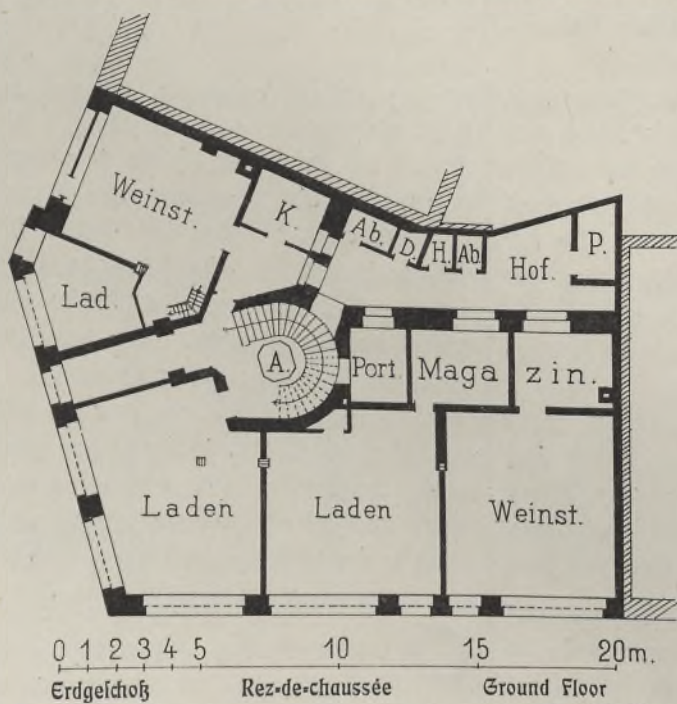 Weinst.
K.
Ab.
D.
H.
Ab.
Hof.
P.
Lad.
A.
Port.
Maga
zin.
Laden
Laden
Weinst.
0 1 2 3 4 5 10 15 20m.
Erdgeſchoß Rez-de-chaussée Ground Floor